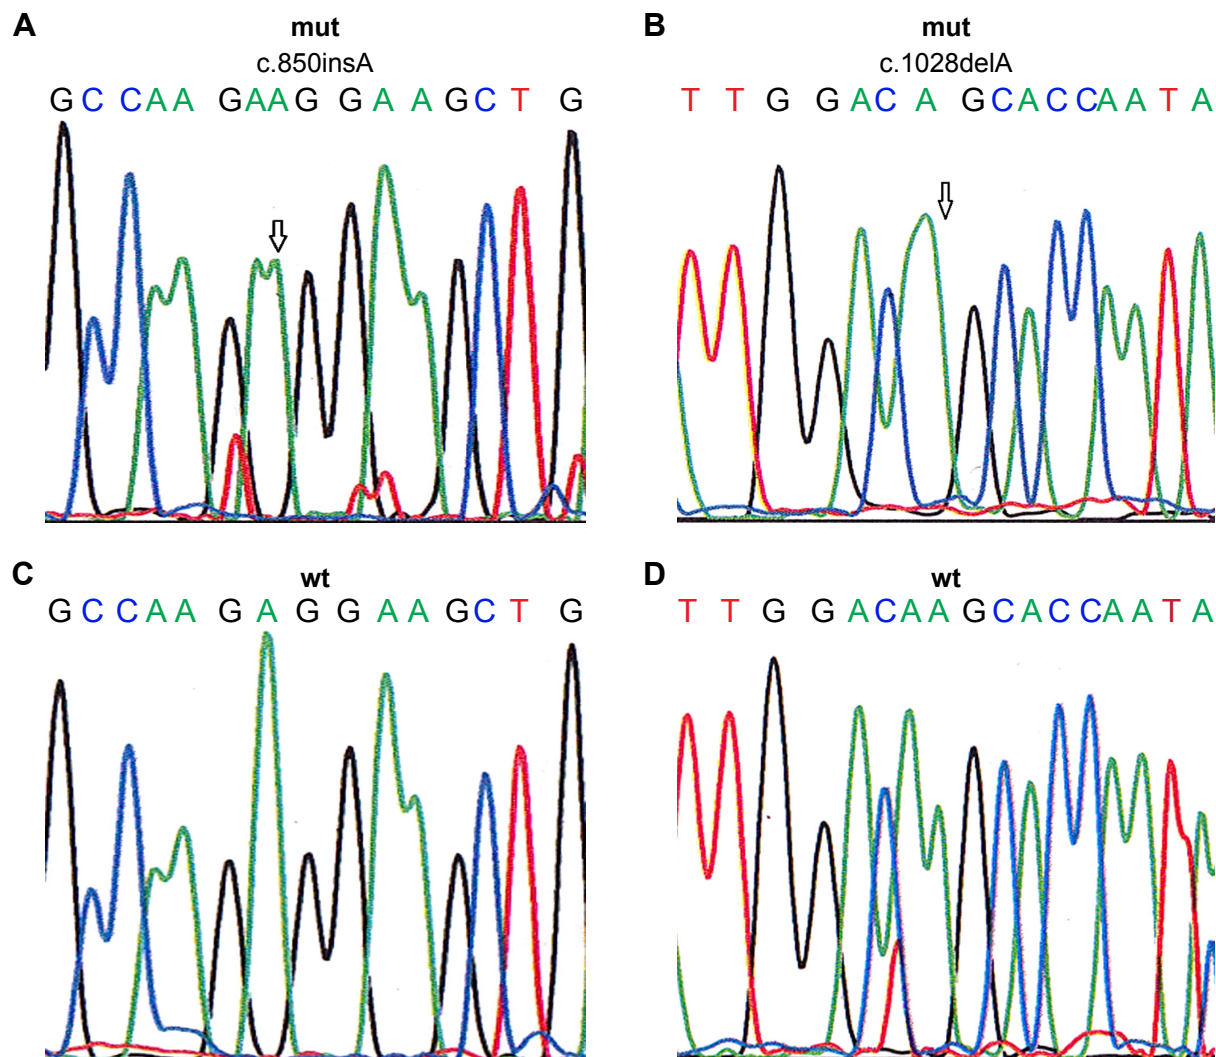 A
mut
c.850insA
G C C A A G A A G G A A G C T G
B
mut
c.1028delA
T T G G A C A G C A C C A A T A
C
wt
G C C A A G A G G A A G C T G
D
wt
T T G G A C A A G C A C C A A T A